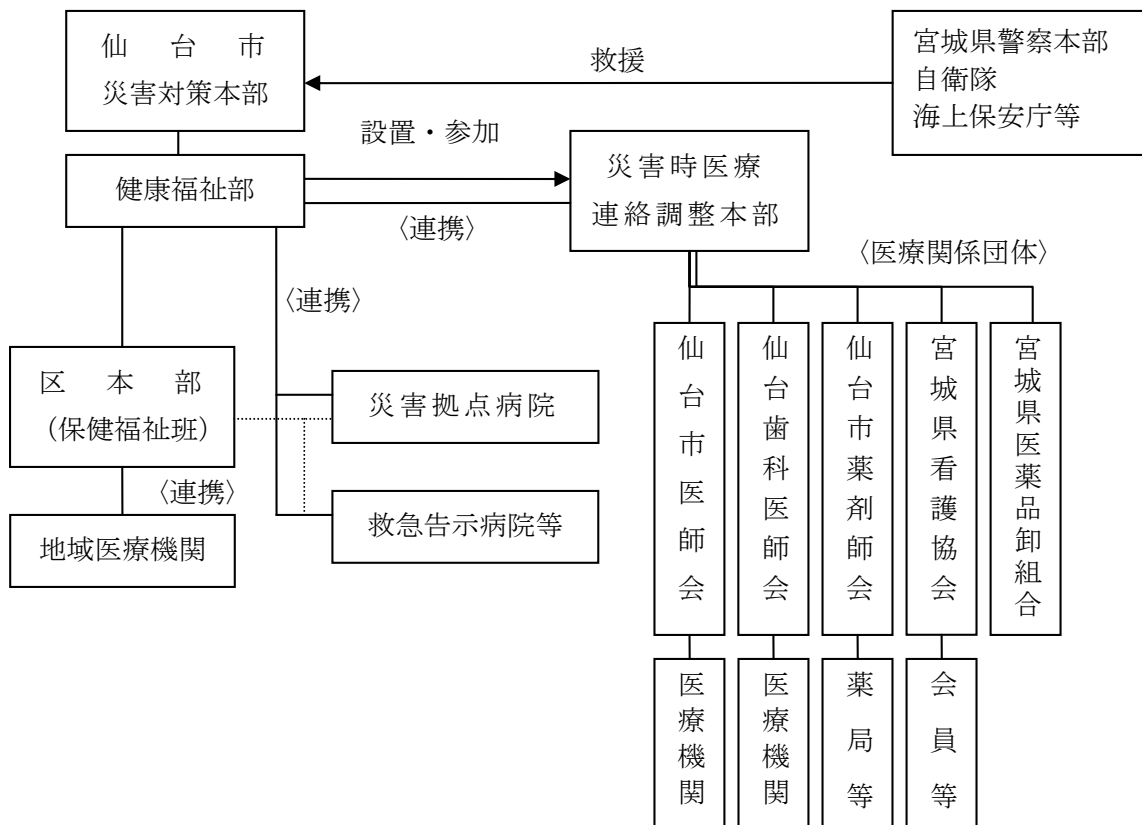 仙台市
災害対策本部
救援
宮城県警察本部
自衛隊
海上保安庁等
設置・参加
健康福祉部
災害時医療
連絡調整本部
〈連携〉
〈医療関係団体〉
〈連携〉
区本部
(保健福祉班)
災害拠点病院
〈連携〉
救急告示病院等
地域医療機関
仙台市医師会
仙台歯科医師会
仙台市薬剤師会
宮城県看護協会
宮城県医薬品卸組合
医療機関
医療機関
薬局等
会員等